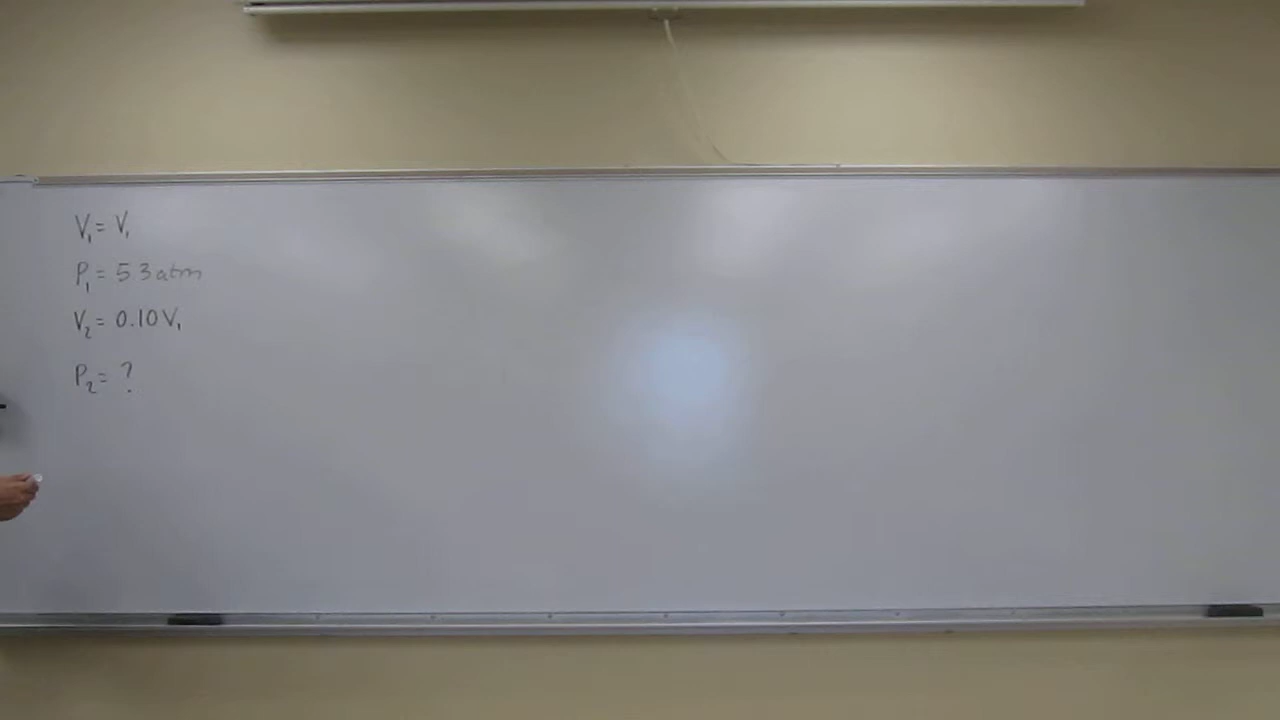 V₁ = V₁
P₁ = 5.3 atm
V₂ = 0.10 V₁
P₂ = ?